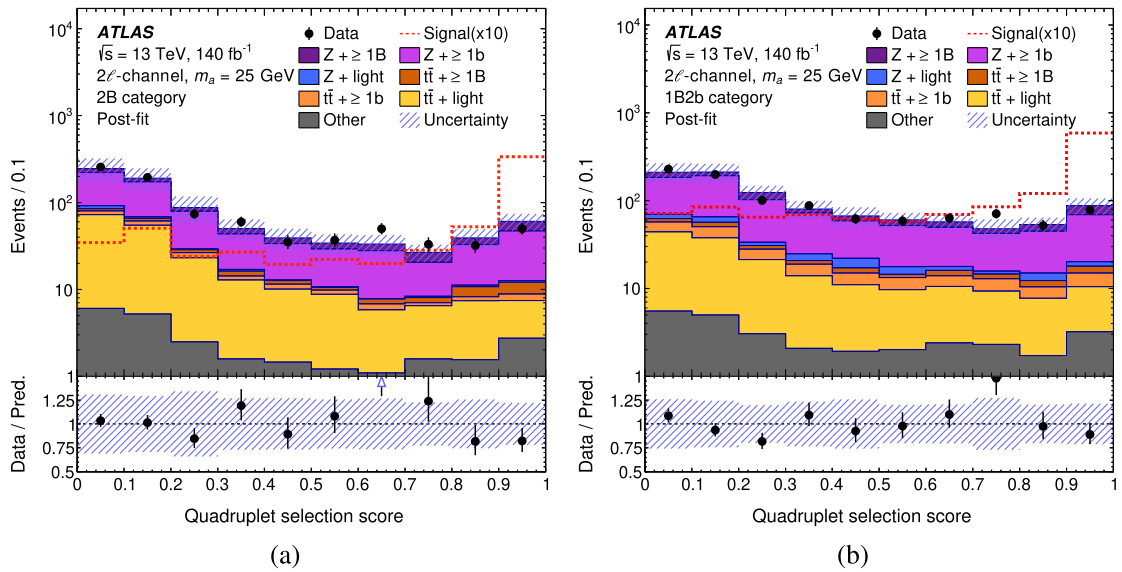 ATLAS
√s = 13 TeV, 140 fb⁻¹
2ℓ-channel, mₐ = 25 GeV
2B category
Post-fit
Data
Signal(x10)
Z + ≥ 1B
Z + ≥ 1b
Z + light
tt̄ + ≥ 1B
tt̄ + ≥ 1b
tt̄ + light
Other
Uncertainty
Events / 0.1
10⁴
10³
10²
10
1
Data / Pred.
1
1.25
1
0.75
0.5
0 0.1 0.2 0.3 0.4 0.5 0.6 0.7 0.8 0.9 1
Quadruplet selection score
(a)
ATLAS
√s = 13 TeV, 140 fb⁻¹
2ℓ-channel, mₐ = 25 GeV
1B2b category
Post-fit
Data
Signal(x10)
Z + ≥ 1B
Z + ≥ 1b
Z + light
tt̄ + ≥ 1B
tt̄ + ≥ 1b
tt̄ + light
Other
Uncertainty
Events / 0.1
10⁴
10³
10²
10
1
Data / Pred.
1
1.25
1
0.75
0.5
0 0.1 0.2 0.3 0.4 0.5 0.6 0.7 0.8 0.9 1
Quadruplet selection score
(b)